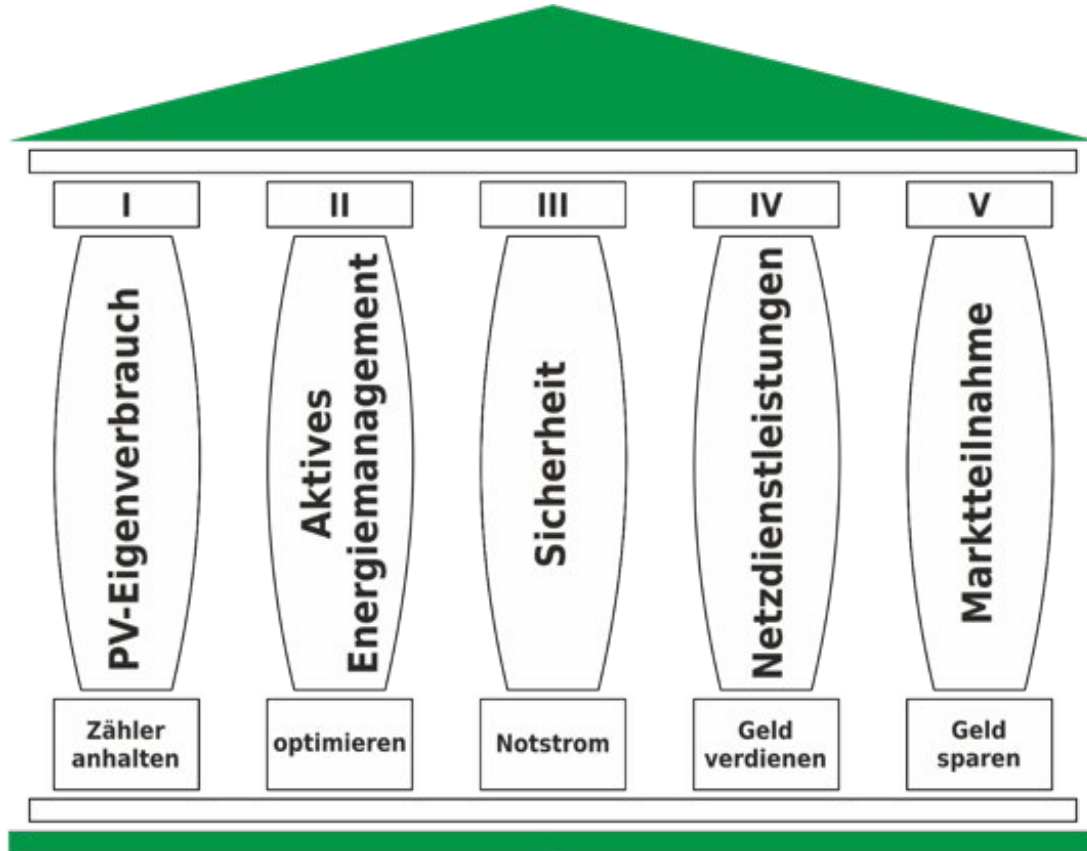 I
II
III
IV
V
PV-Eigenverbrauch
Aktives
Energiemanagement
Sicherheit
Netzdienstleistungen
Marktteilnahme
Zähler
anhalten
optimieren
Notstrom
Geld
verdienen
Geld
sparen